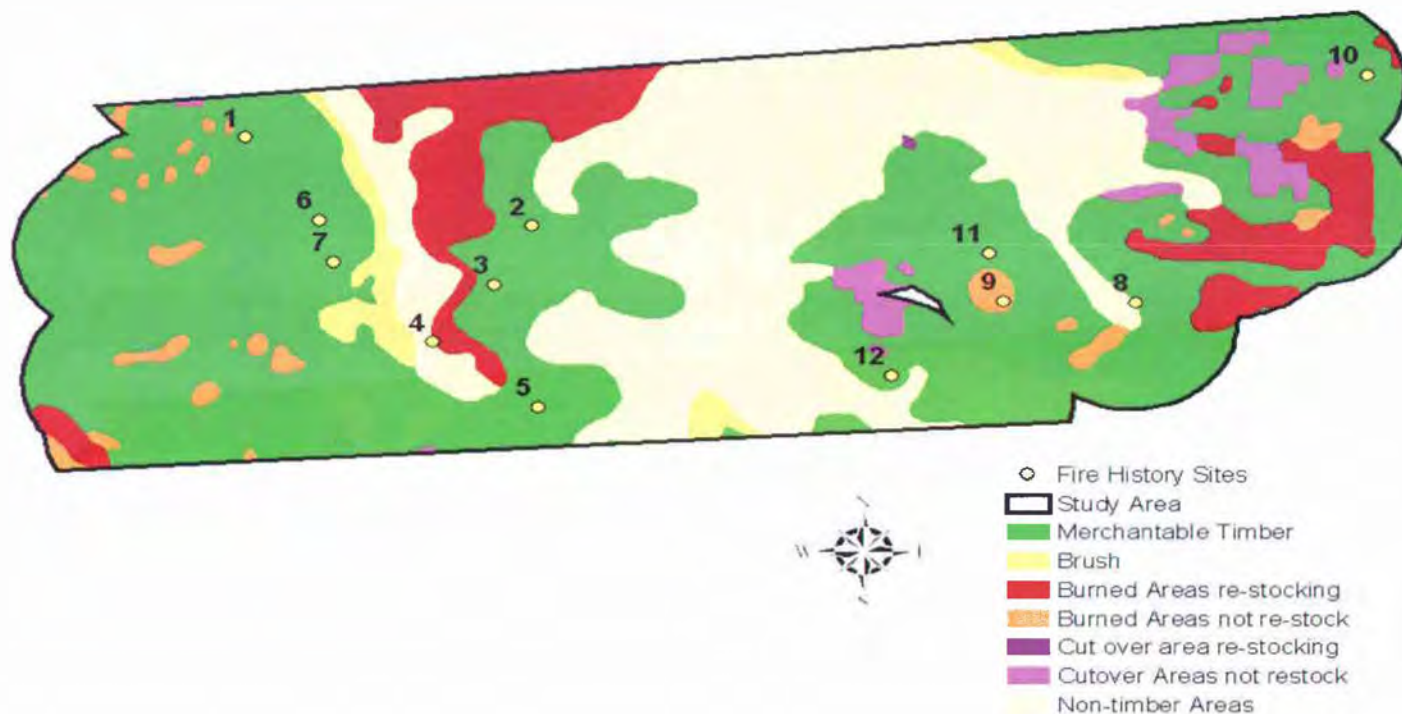 10
1
6
2
7
11
3
9
8
4
12
5
Fire History Sites
Study Area
Merchantable Timber
Brush
Burned Areas re-stocking
Burned Areas not re-stock
Cut over area re-stocking
Cutover Areas not restock
Non-timber Areas
W